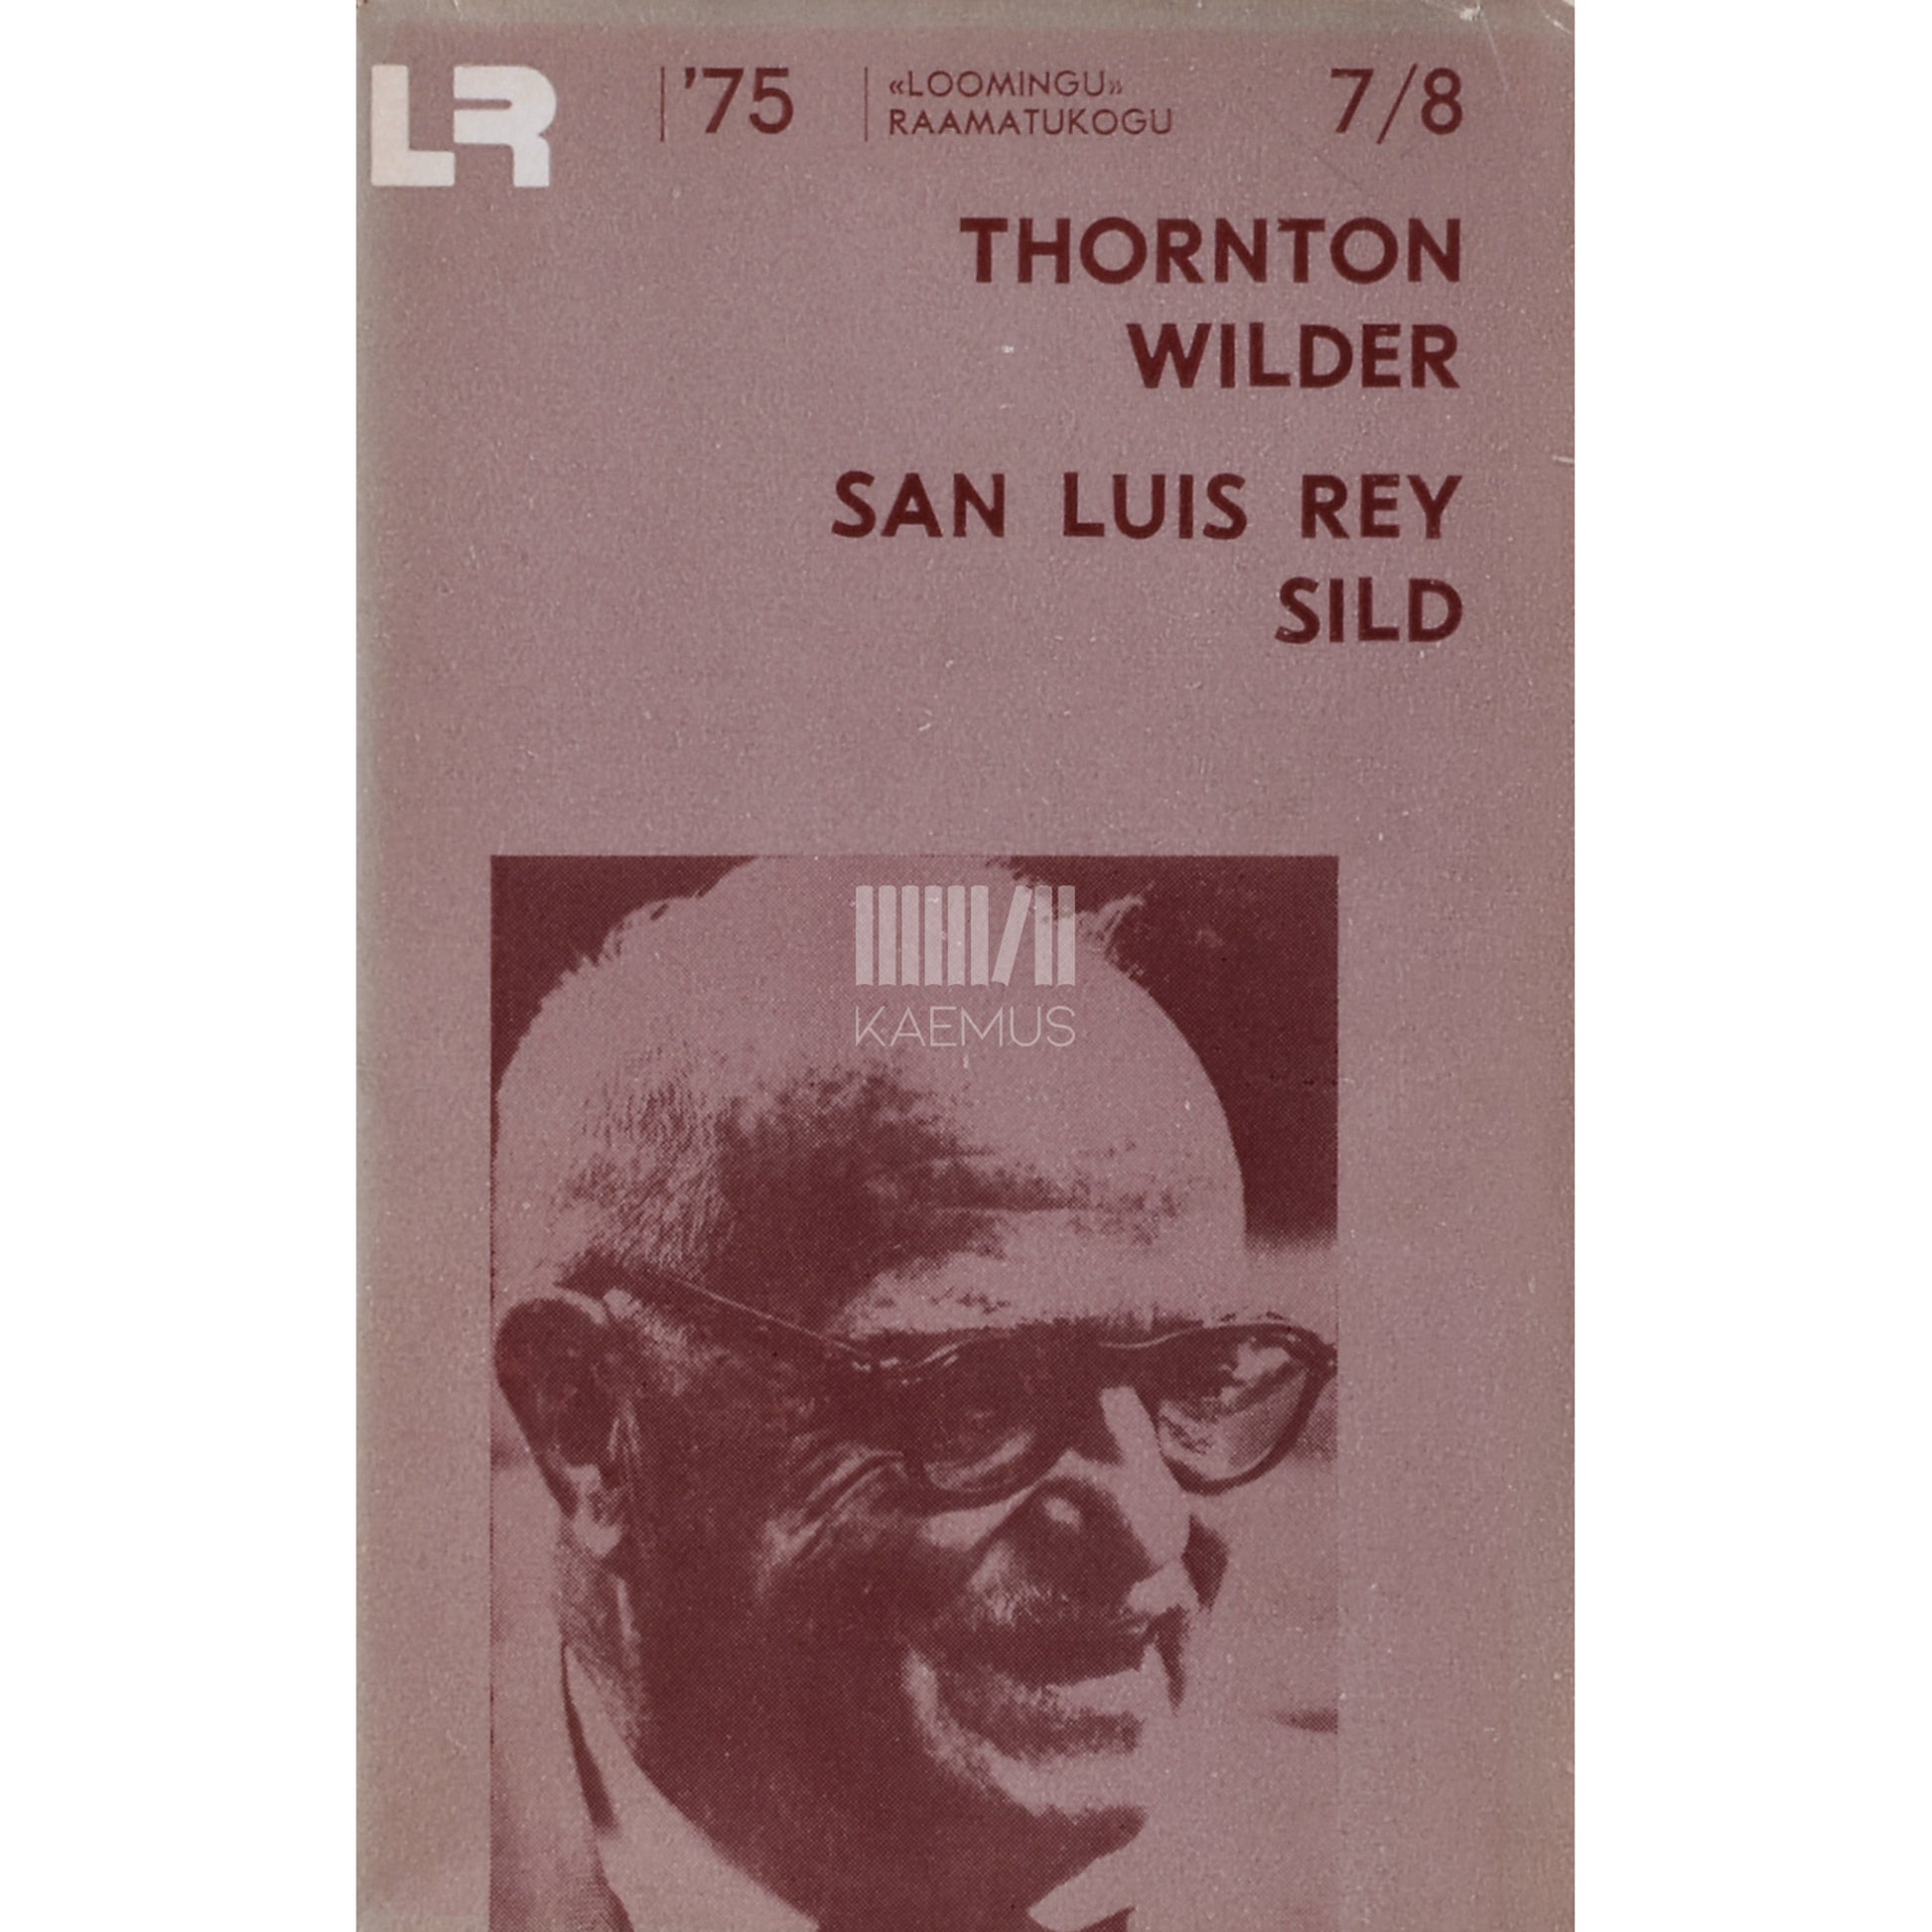 LR
'75
«LOOMINGU»
RAAMATUKOGU
7/8
THORNTON
WILDER
SAN LUIS REY
SILD
KAEMUS